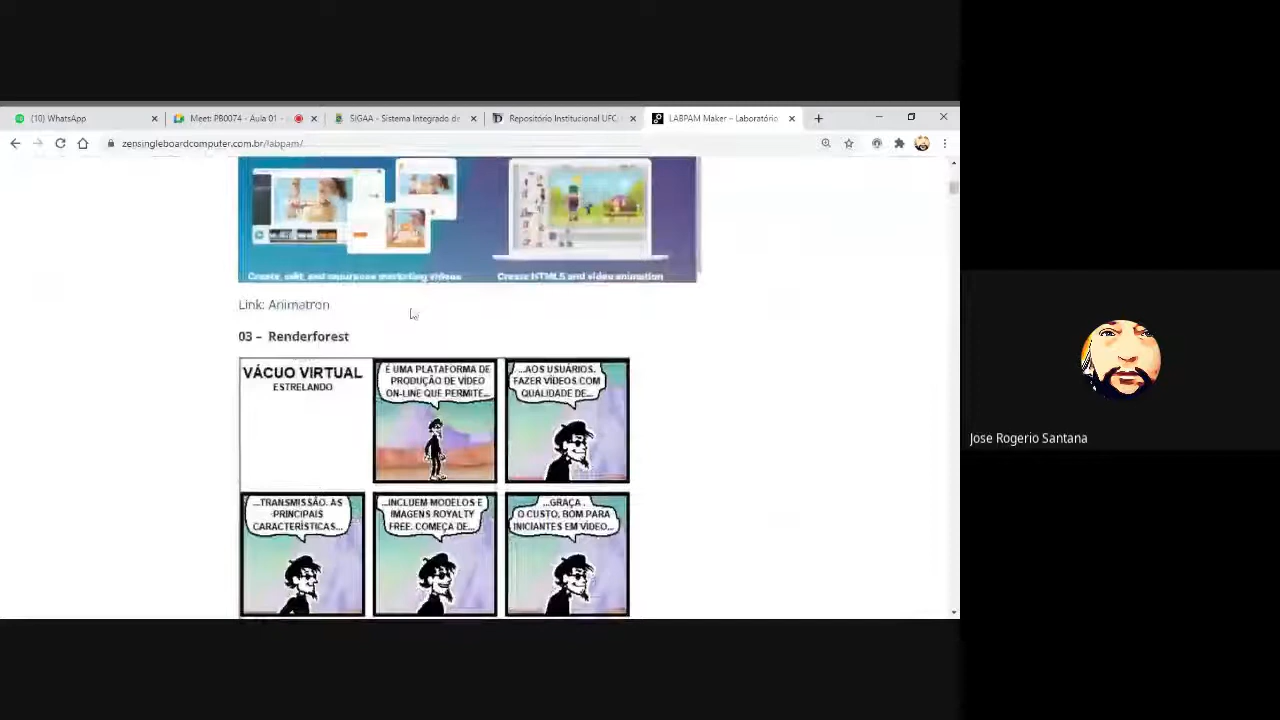 (10) WhatsApp
Meet: PB0074 - Aula 01 -
SIGAA - Sistema Integrado de
Repositório Institucional UFC
LABPAM Maker – Laboratório
zensingleboardcomputer.com.br/labpam/
Create, edit, and repurpose marketing videos
Create HTML5 and video animation
Link: Animatron
03 – Renderforest
VÁCUO VIRTUAL
ESTRELANDO
É UMA PLATAFORMA DE
PRODUÇÃO DE VÍDEO
ON-LINE QUE PERMITE...
...AOS USUÁRIOS.
FAZER VÍDEOS COM
QUALIDADE DE...
...TRANSMISSÃO. AS
PRINCIPAIS
CARACTERÍSTICAS...
...INCLUEM MODELOS E
IMAGENS ROYALTY
FREE. COMEÇA DE...
...GRAÇA .
O CUSTO, BOM PARA
INICIANTES EM VÍDEO...
Jose Rogerio Santana